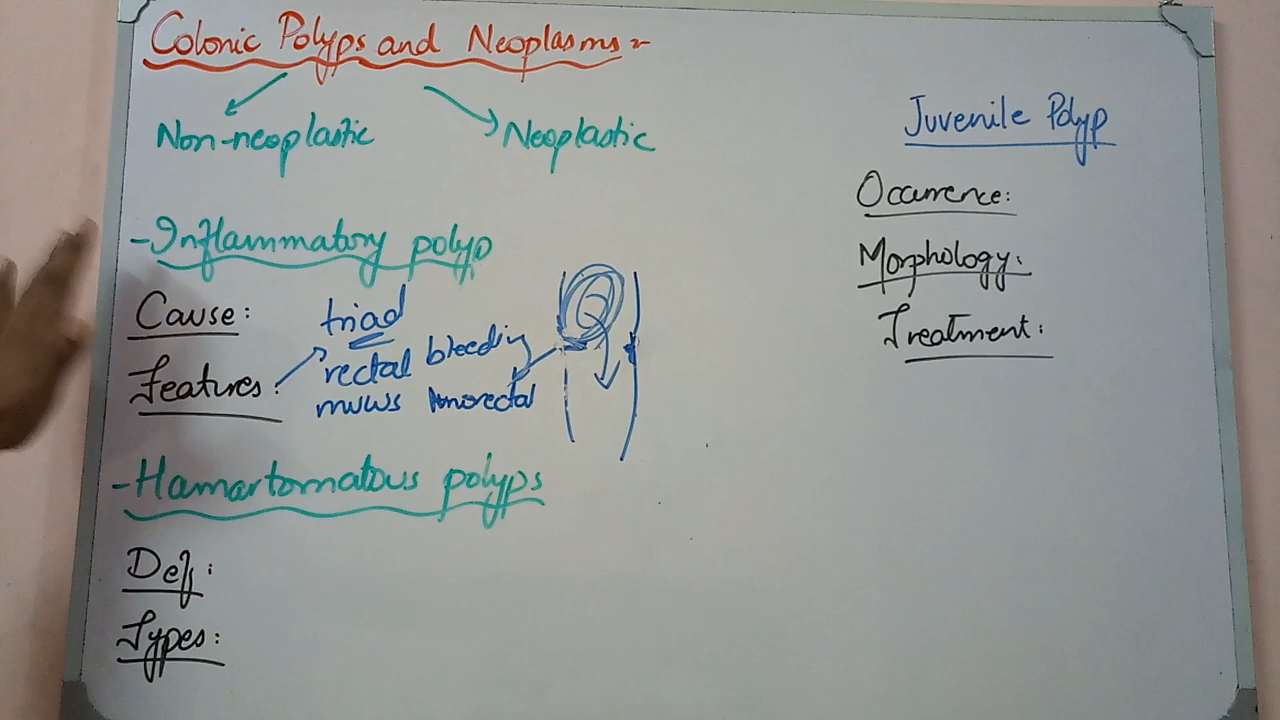 Colonic Polyps and Neoplasms
Non-neoplastic
Neoplastic
-Inflammatory polyp
Cause:
triad
Features:
rectal bleeding
mucus
-Hamartomatous polyps
Def:
Types:
Juvenile Polyp
Ocurrence:
Morphology:
Treatment: